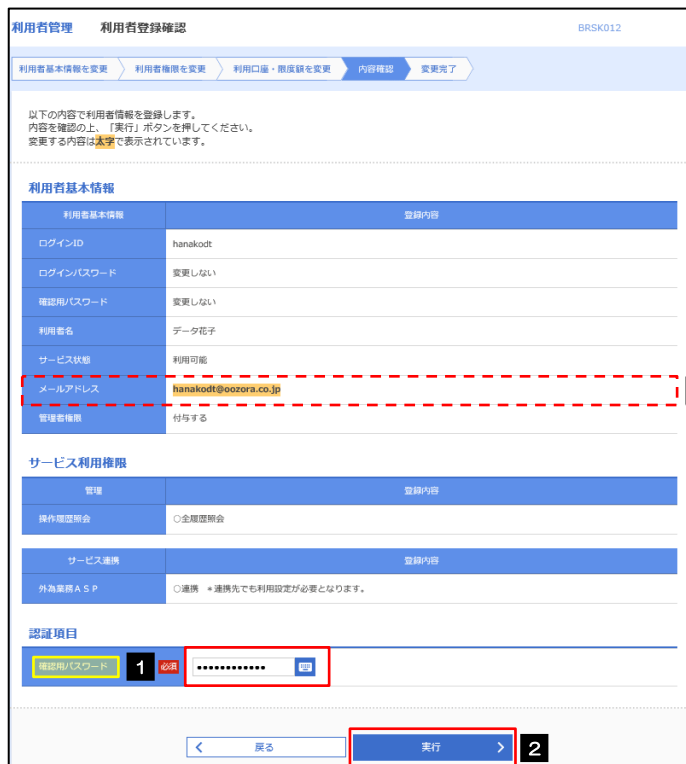 利用者管理 利用者登録確認 BRSK012
利用者基本情報を変更 利用者権限を変更 利用口座・限度額を変更 内容確認 変更完了
以下の内容で利用者情報を登録します。
内容を確認の上、「実行」ボタンを押してください。
変更する内容は太字で表示されています。
利用者基本情報
利用者基本情報 登録内容
ログインID hanakodt
ログインパスワード 変更しない
確認用パスワード 変更しない
利用者名 データ花子
サービス状態 利用可能
メールアドレス hanakodt@oozora.co.jp
管理者権限 付与する
サービス利用権限
管理 登録内容
操作履歴照会 ○全履歴照会
サービス連携 登録内容
外為業務ASP ○連携 *連携先でも利用設定が必要となります。
認証項目
確認用パスワード 1 必須 ••••••••••••
戻る 実行 2